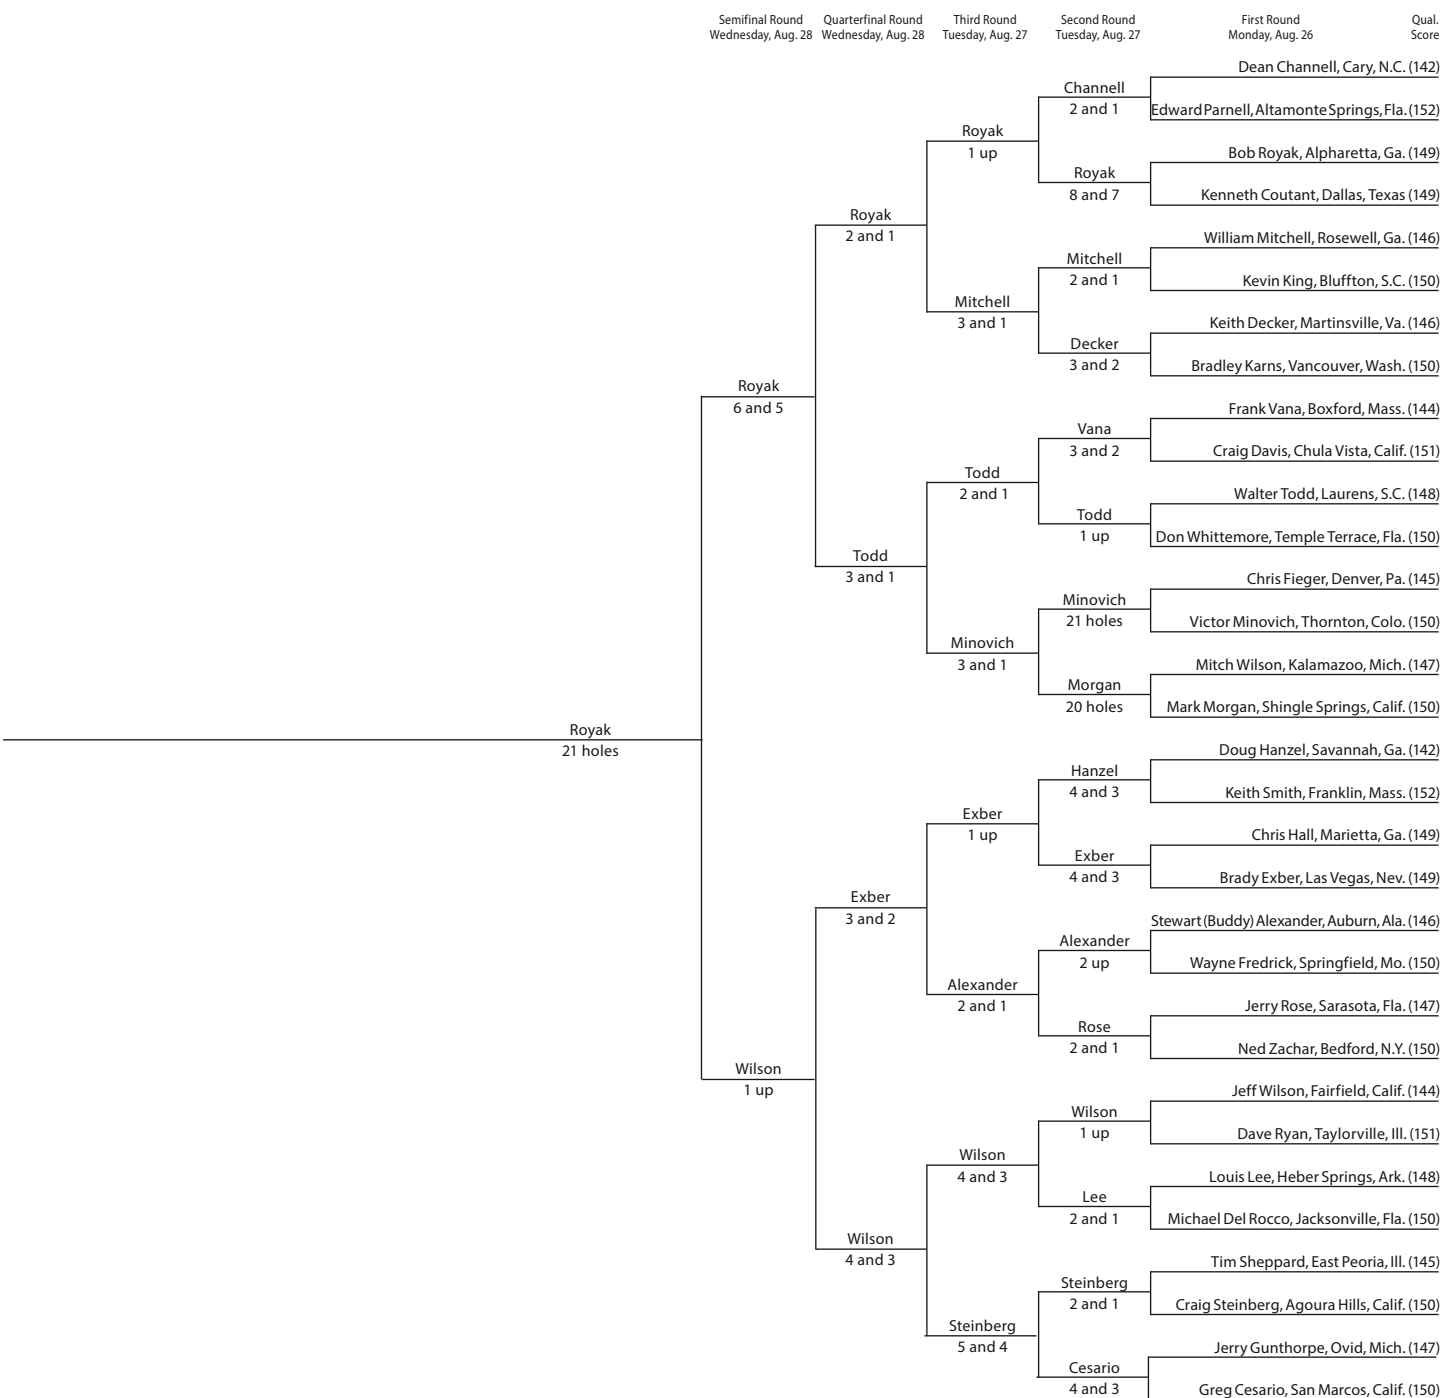 Semifinal Round
Wednesday, Aug. 28
Quarterfinal Round
Wednesday, Aug. 28
Third Round
Tuesday, Aug. 27
Second Round
Tuesday, Aug. 27
First Round
Monday, Aug. 26
Qual.
Score
Dean Channell, Cary, N.C. (142)
Channell
2 and 1
Edward Parnell, Altamonte Springs, Fla. (152)
Royak
1 up
Bob Royak, Alpharetta, Ga. (149)
Royak
8 and 7
Kenneth Coutant, Dallas, Texas (149)
Royak
2 and 1
William Mitchell, Rosewell, Ga. (146)
Mitchell
2 and 1
Kevin King, Bluffton, S.C. (150)
Mitchell
3 and 1
Keith Decker, Martinsville, Va. (146)
Decker
3 and 2
Bradley Karns, Vancouver, Wash. (150)
Royak
6 and 5
Frank Vana, Boxford, Mass. (144)
Vana
3 and 2
Craig Davis, Chula Vista, Calif. (151)
Todd
2 and 1
Walter Todd, Laurens, S.C. (148)
Todd
1 up
Don Whittemore, Temple Terrace, Fla. (150)
Todd
3 and 1
Chris Fieger, Denver, Pa. (145)
Minovich
21 holes
Victor Minovich, Thornton, Colo. (150)
Minovich
3 and 1
Mitch Wilson, Kalamazoo, Mich. (147)
Morgan
20 holes
Mark Morgan, Shingle Springs, Calif. (150)
Royak
21 holes
Doug Hanzel, Savannah, Ga. (142)
Hanzel
4 and 3
Keith Smith, Franklin, Mass. (152)
Exber
1 up
Chris Hall, Marietta, Ga. (149)
Exber
4 and 3
Brady Exber, Las Vegas, Nev. (149)
Exber
3 and 2
Stewart (Buddy) Alexander, Auburn, Ala. (146)
Alexander
2 up
Wayne Fredrick, Springfield, Mo. (150)
Alexander
2 and 1
Jerry Rose, Sarasota, Fla. (147)
Rose
2 and 1
Ned Zachar, Bedford, N.Y. (150)
Wilson
1 up
Jeff Wilson, Fairfield, Calif. (144)
Wilson
1 up
Dave Ryan, Taylorville, Ill. (151)
Wilson
4 and 3
Louis Lee, Heber Springs, Ark. (148)
Lee
2 and 1
Michael Del Rocco, Jacksonville, Fla. (150)
Wilson
4 and 3
Tim Sheppard, East Peoria, Ill. (145)
Steinberg
2 and 1
Craig Steinberg, Agoura Hills, Calif. (150)
Steinberg
5 and 4
Jerry Gunthorpe, Ovid, Mich. (147)
Cesario
4 and 3
Greg Cesario, San Marcos, Calif. (150)